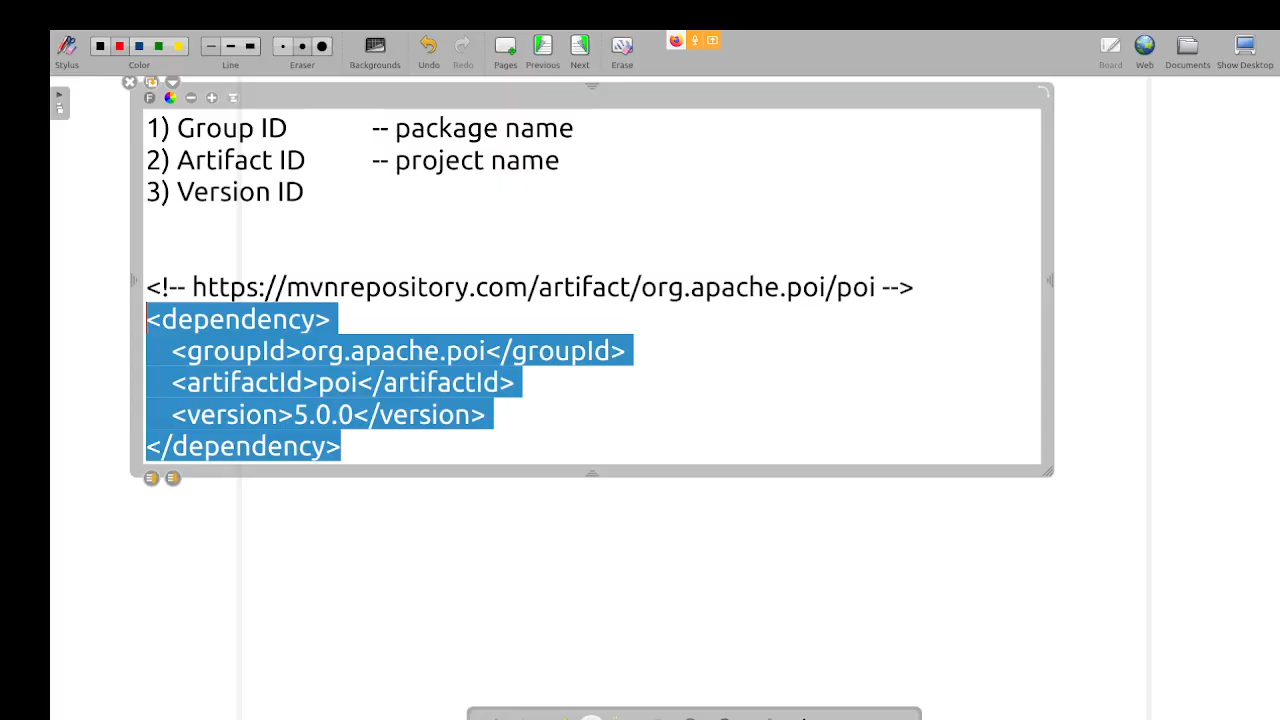 Stylus Color Line Eraser Backgrounds Undo Redo Pages Previous Next Erase Board Web Documents Show Desktop
1) Group ID -- package name
2) Artifact ID -- project name
3) Version ID
<!-- https://mvnrepository.com/artifact/org.apache.poi/poi -->
<dependency>
<groupId>org.apache.poi</groupId>
<artifactId>poi</artifactId>
<version>5.0.0</version>
</dependency>